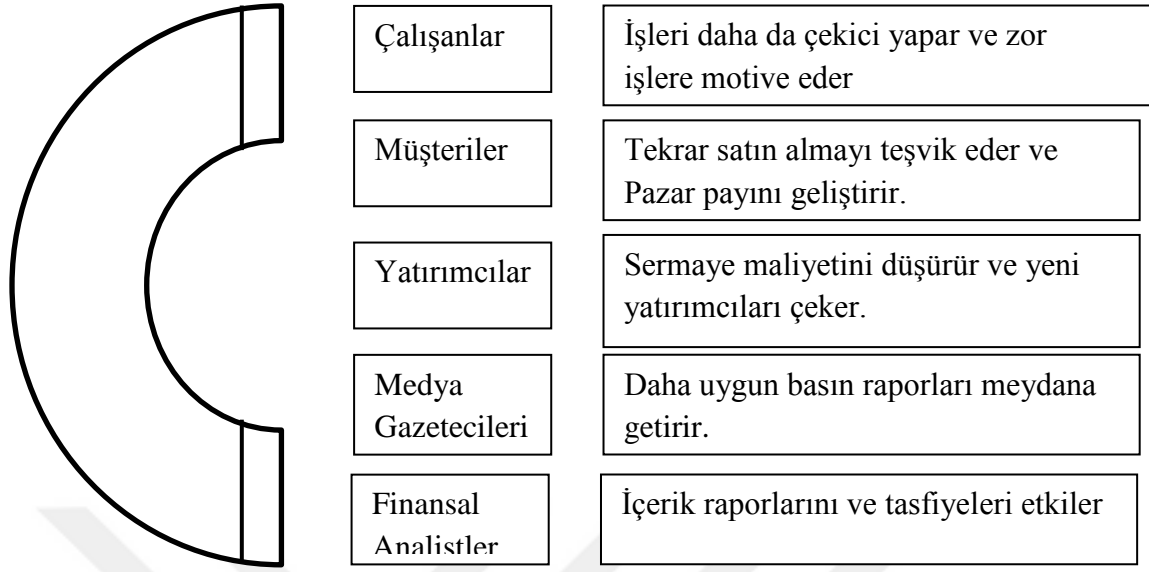 Çalışanlar
İşleri daha da çekici yapar ve zor
işlere motive eder
Müşteriler
Tekrar satın almayı teşvik eder ve
Pazar payını geliştirir.
Yatırımcılar
Sermaye maliyetini düşürür ve yeni
yatırımcıları çeker.
Medya
Gazetecileri
Daha uygun basın raporları meydana
getirir.
Finansal
Analistler
İçerik raporlarını ve tasfiyeleri etkiler